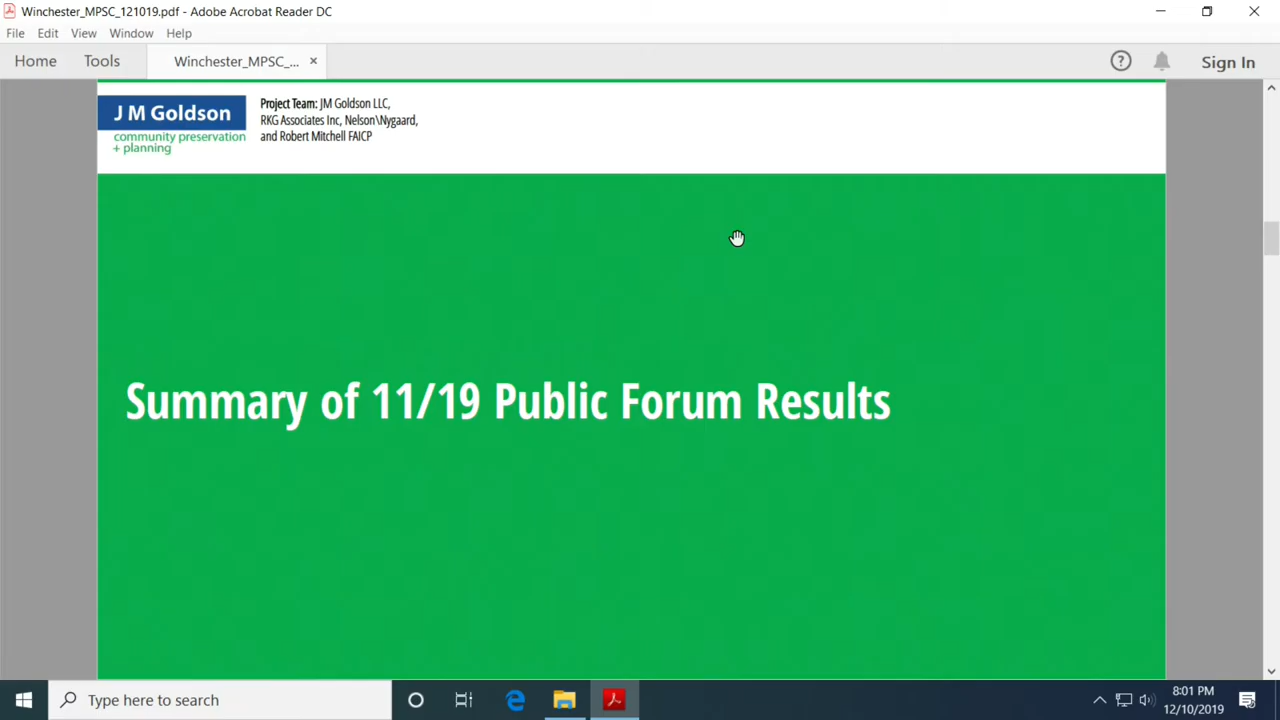 Winchester_MPSC_121019.pdf - Adobe Acrobat Reader DC
File Edit View Window Help
Home Tools Winchester_MPSC_... × Sign In
J M Goldson
community preservation
+ planning
Project Team: JM Goldson LLC,
RKG Associates Inc, Nelson\Nygaard,
and Robert Mitchell FAICP
Summary of 11/19 Public Forum Results
Type here to search
8:01 PM
12/10/2019